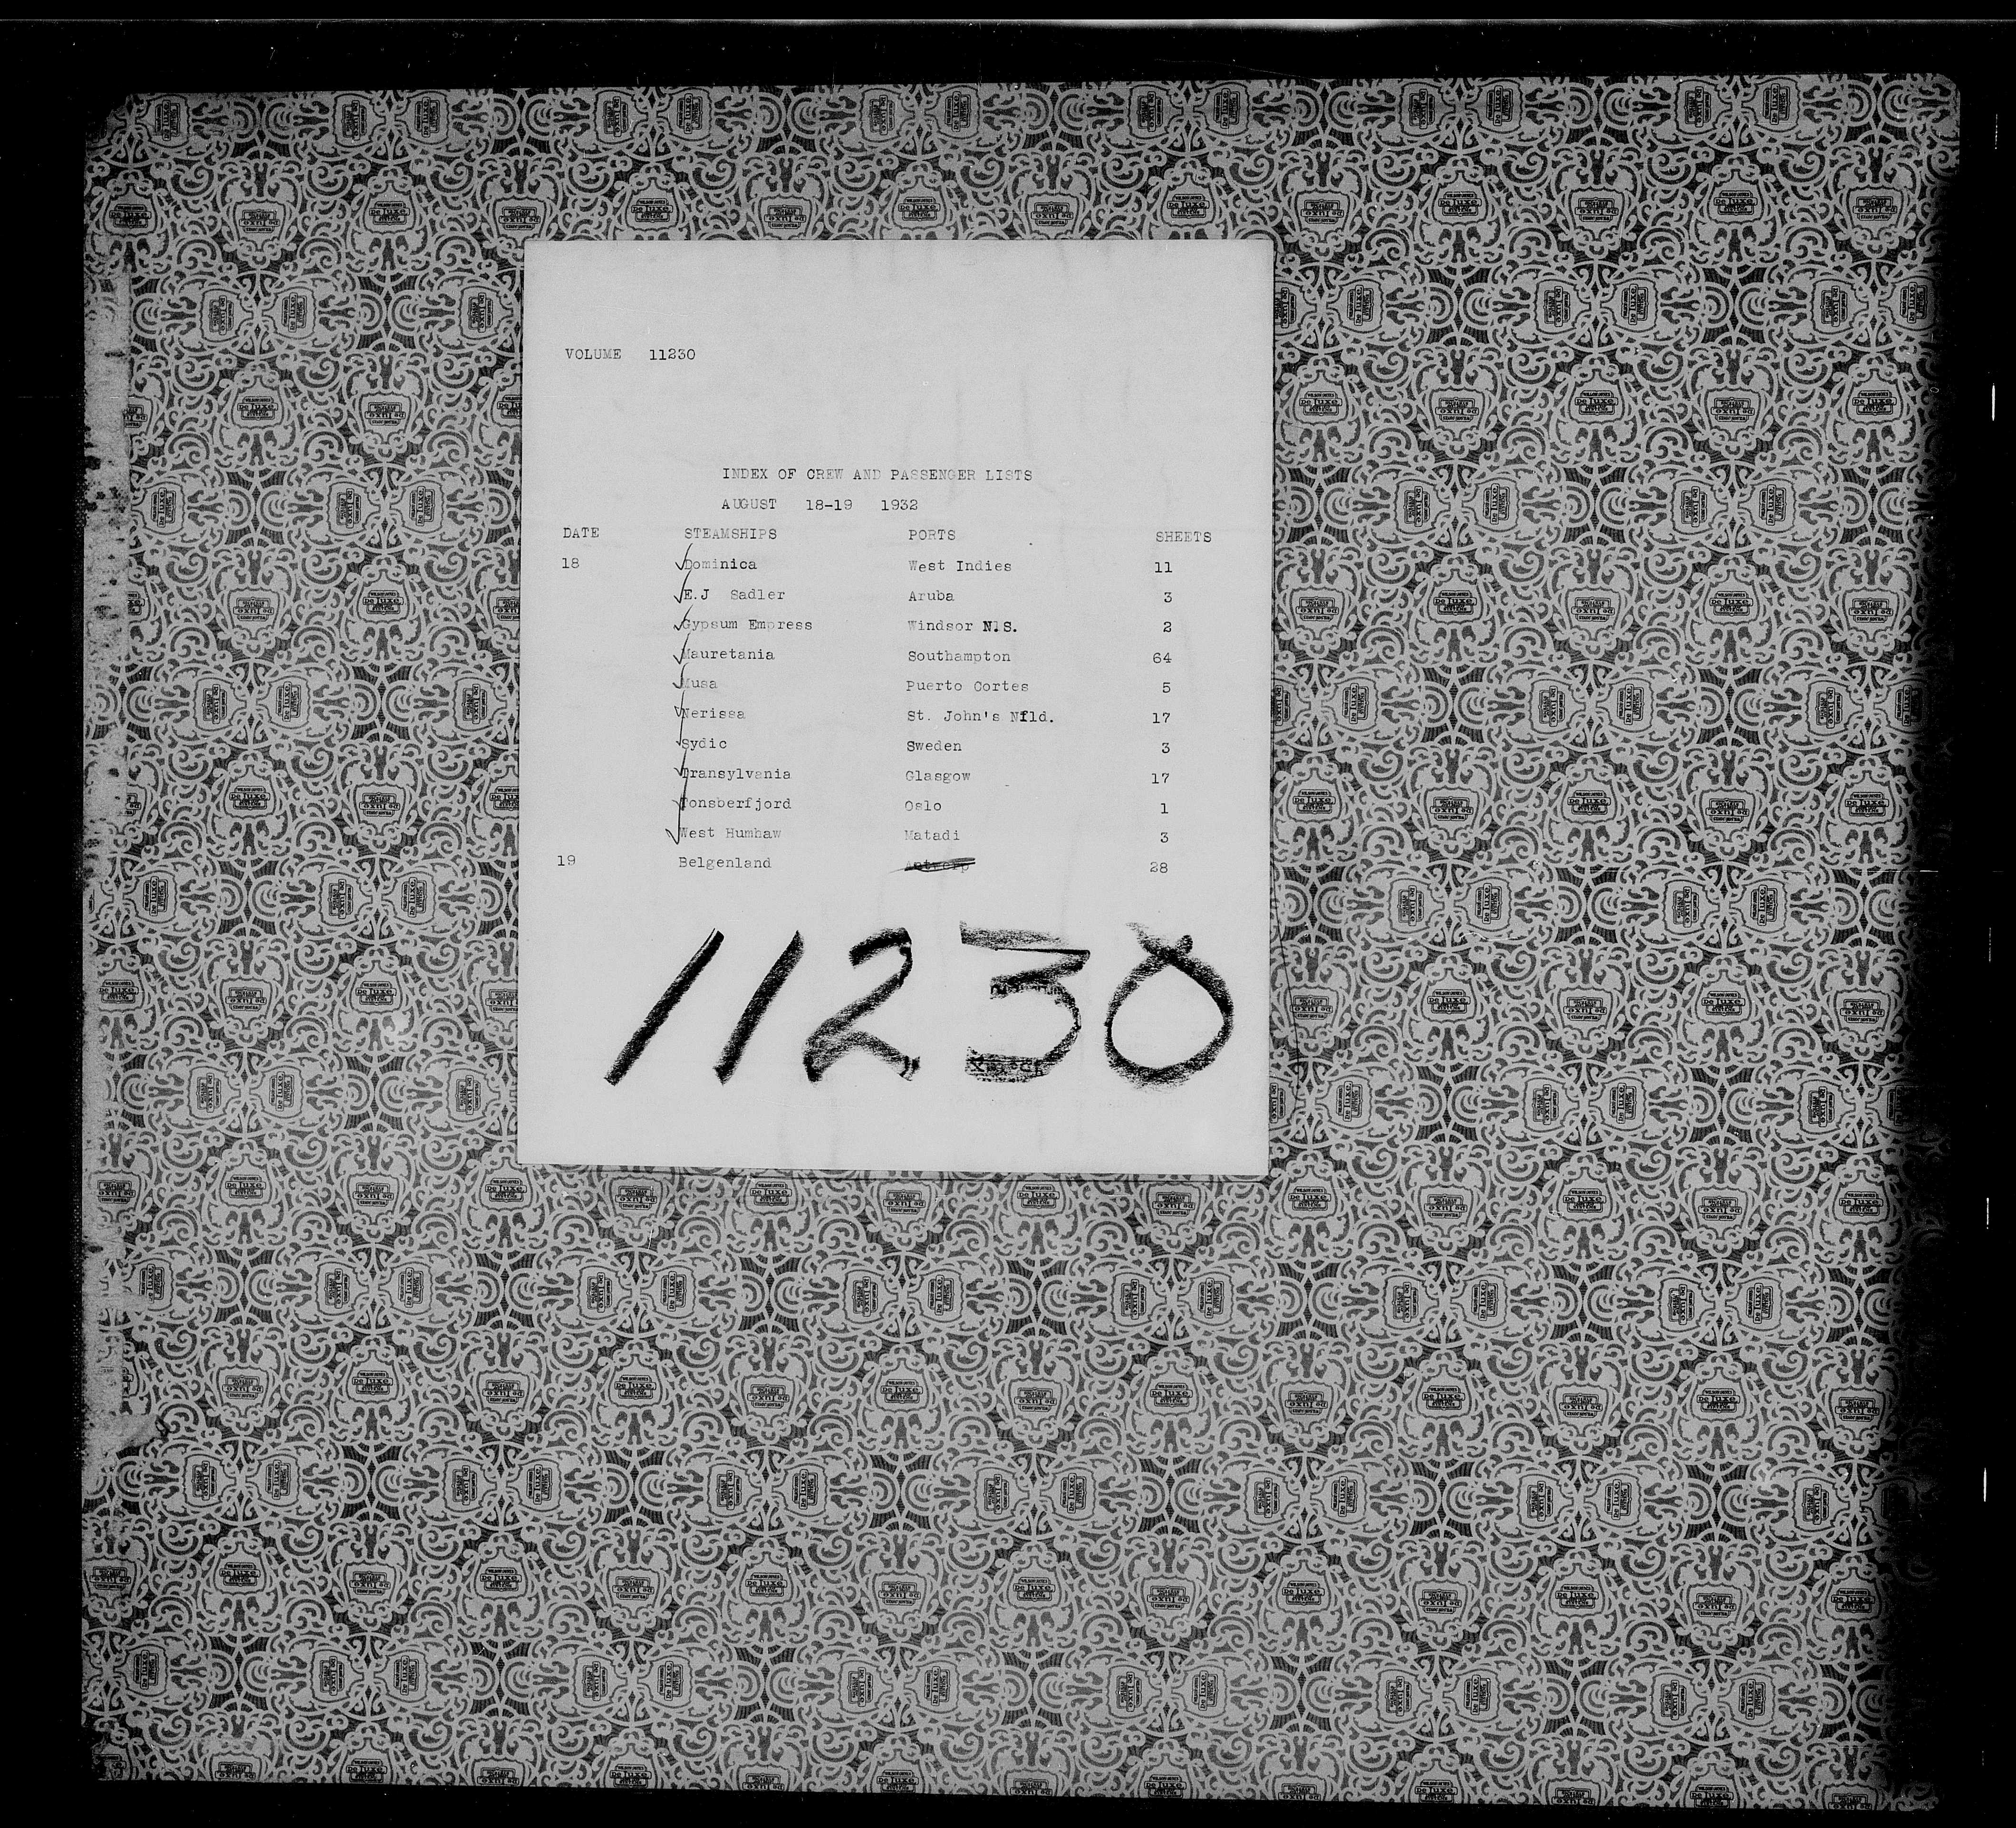 VOLUME 11230
INDEX OF CREW AND PASSENGER LISTS
AUGUST 18-19 1932
DATE STEAMSHIPS PORTS SHEETS
18 Dominica West Indies 11
E.J Sadler Aruba 3
Gypsum Empress Windsor N.S. 2
Mauretania Southampton 64
Musa Puerto Cortes 5
Nerissa St. John's Nfld. 17
Sydic Sweden 3
Transylvania Glasgow 17
Tonsberfjord Oslo 1
West Humhaw Matadi 3
19 Belgenland Antwerp 28
11230